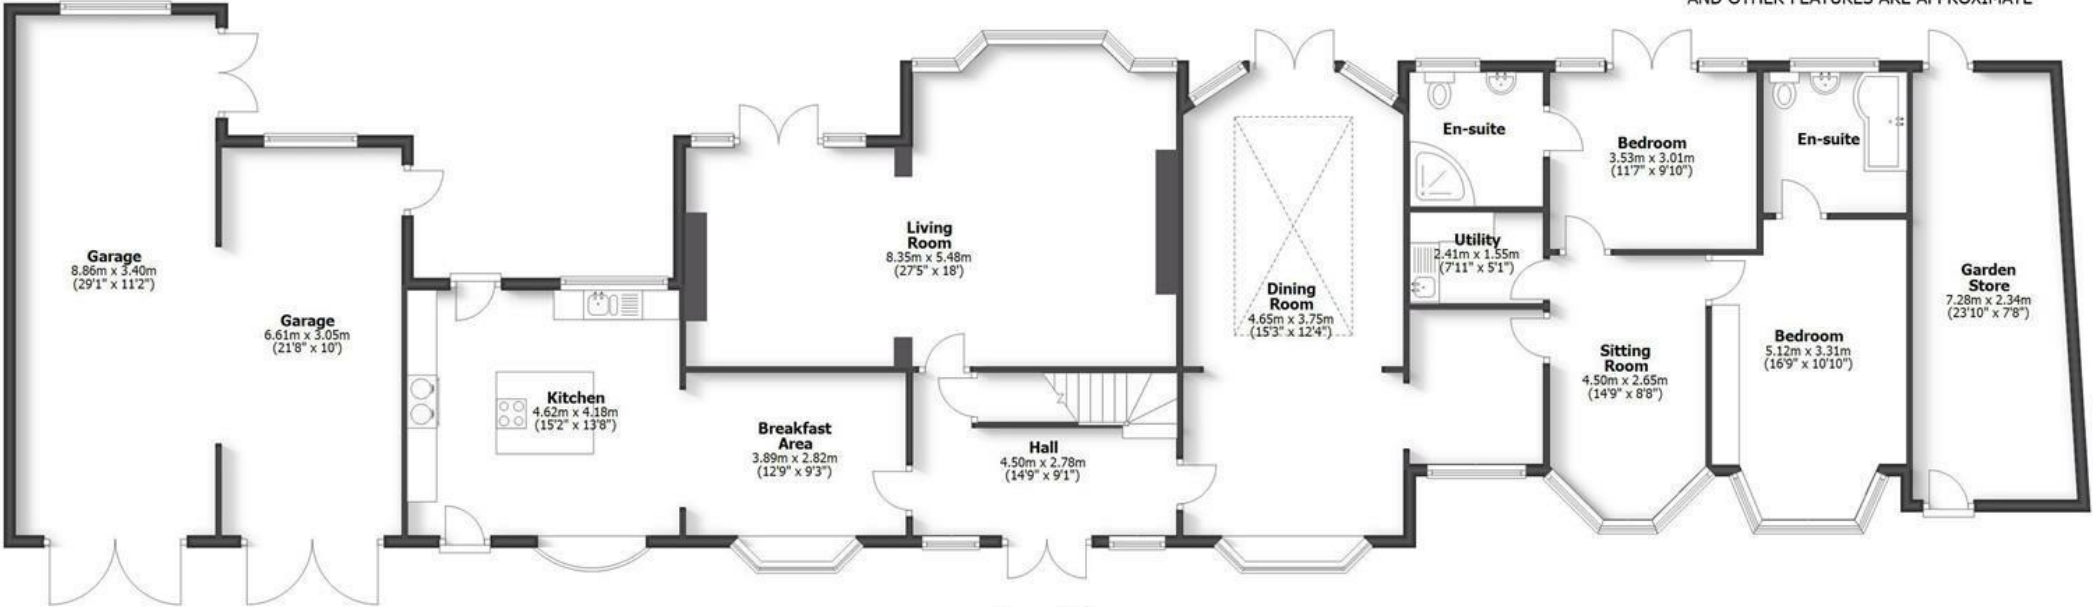 AND OTHER FEATURES ARE APPROXIMATE
Garage
8.86m x 3.40m
(29'1" x 11'2")
Garage
6.61m x 3.05m
(21'8" x 10')
Kitchen
4.62m x 4.18m
(15'2" x 13'8")
Breakfast
Area
3.89m x 2.82m
(12'9" x 9'3")
Living
Room
8.35m x 5.48m
(27'5" x 18')
Hall
4.50m x 2.78m
(14'9" x 9'1")
Dining
Room
4.65m x 3.75m
(15'3" x 12'4")
En-suite
Utility
2.41m x 1.55m
(7'11" x 5'1")
Bedroom
3.53m x 3.01m
(11'7" x 9'10")
Sitting
Room
4.50m x 2.65m
(14'9" x 8'8")
En-suite
Bedroom
5.12m x 3.31m
(16'9" x 10'10")
Garden
Store
7.28m x 2.34m
(23'10" x 7'8")